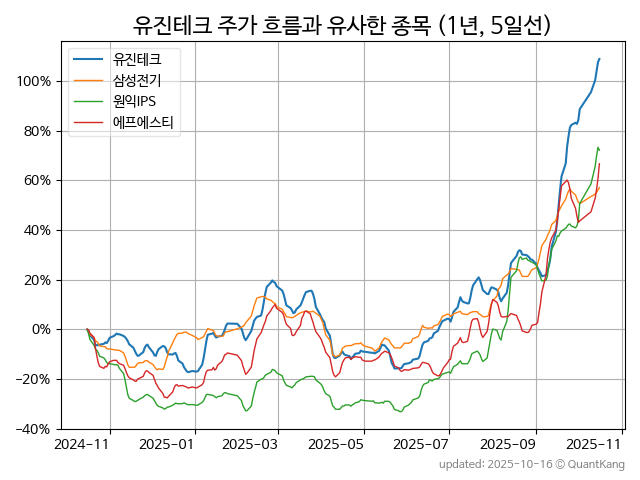 유진테크 주가 흐름과 유사한 종목 (1년, 5일선)
유진테크
삼성전기
원익IPS
에프에스티
100%
80%
60%
40%
20%
0%
−20%
−40%
2024-11
2025-01
2025-03
2025-05
2025-07
2025-09
2025-11
updated: 2025-10-16 © QuantKang